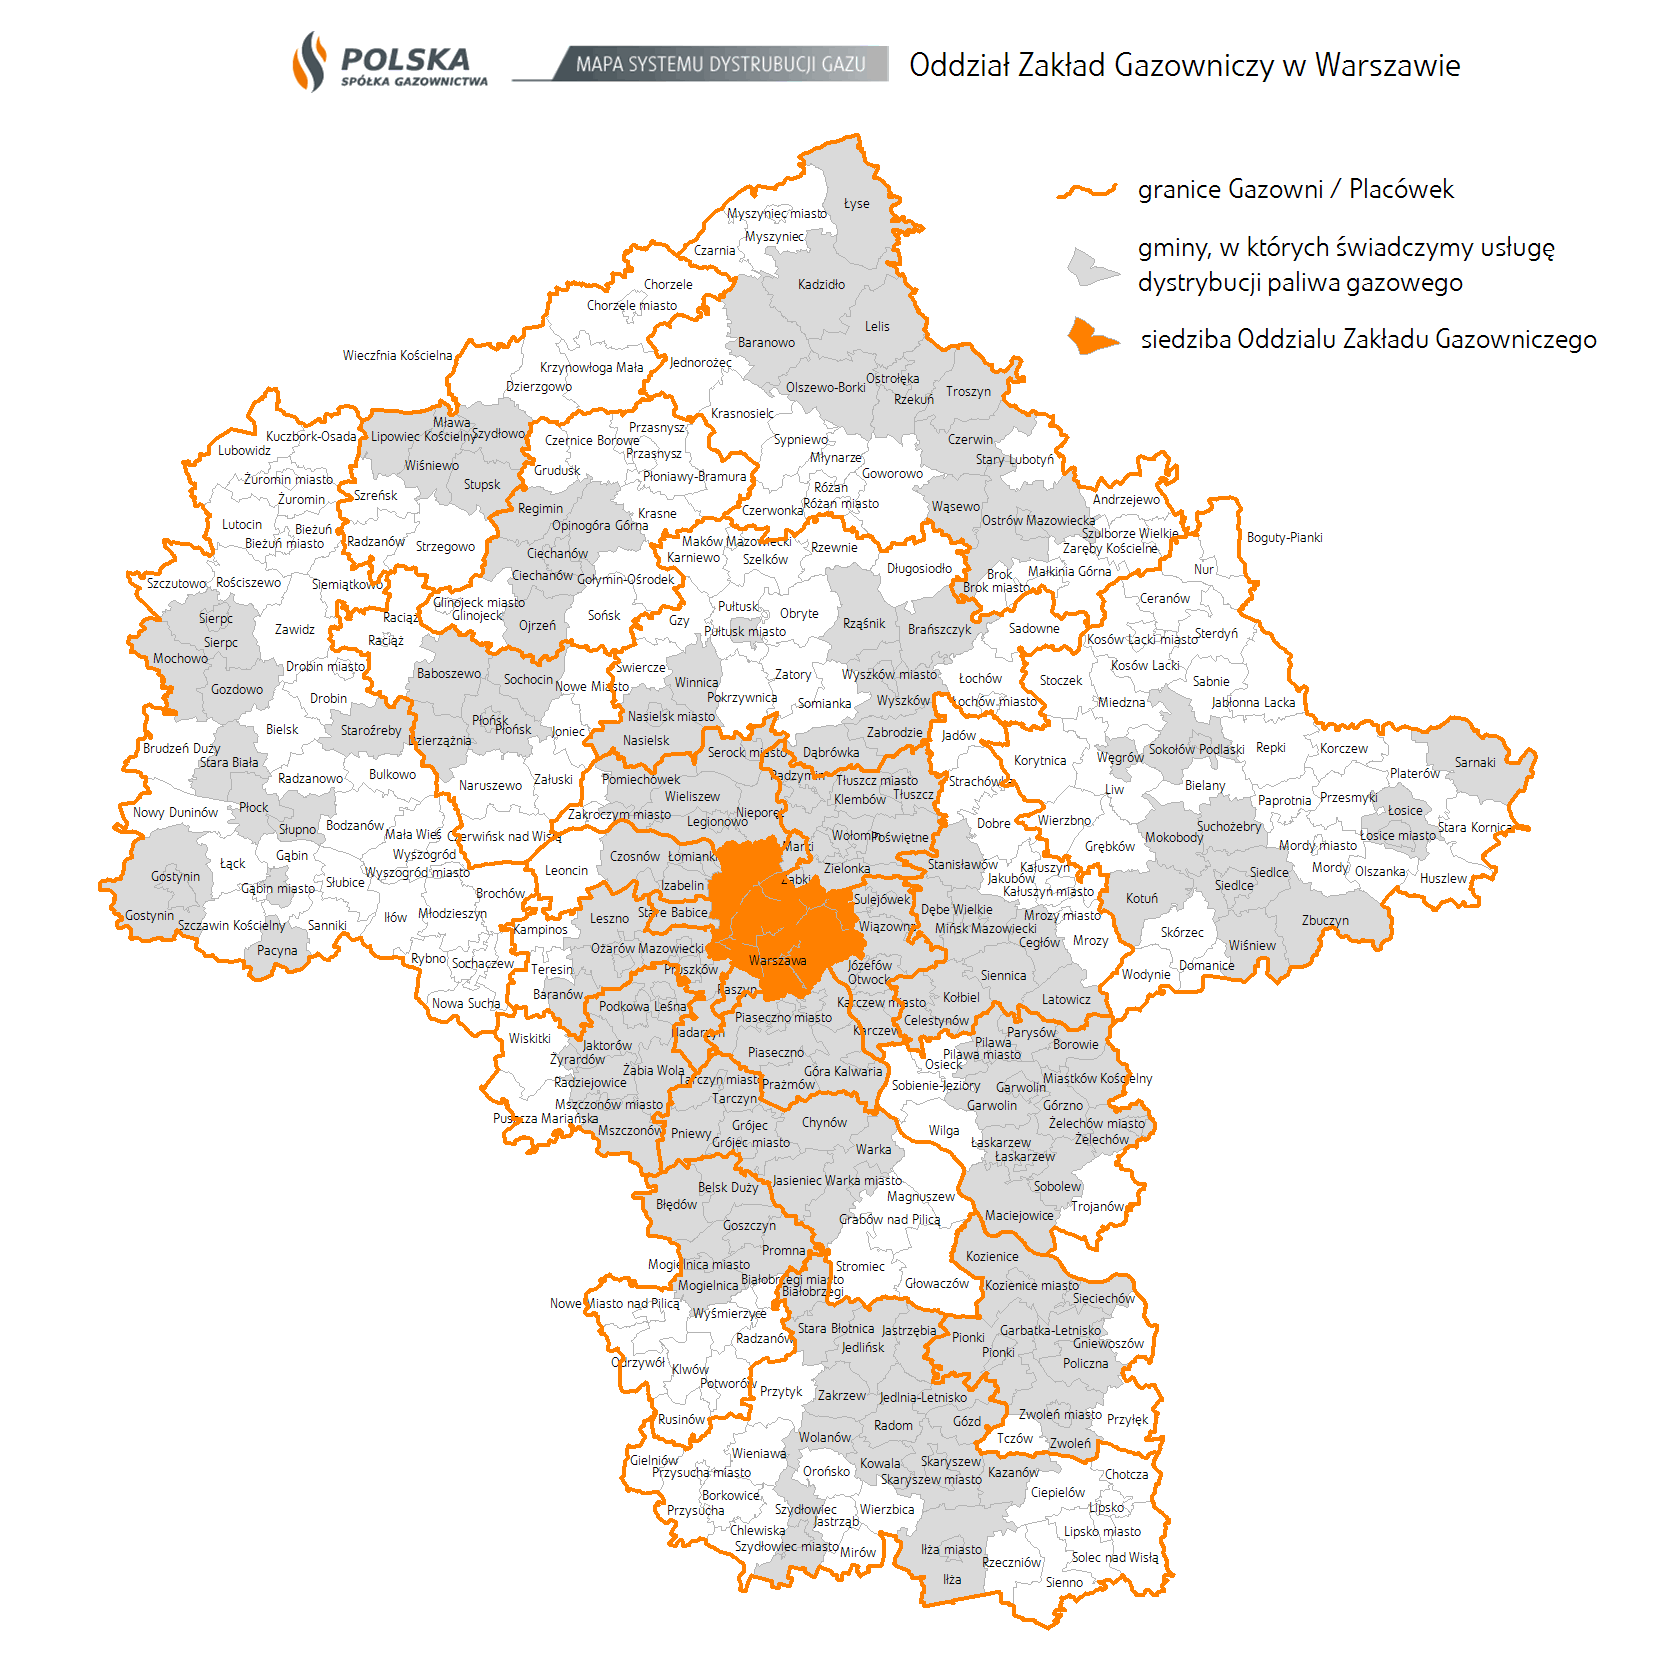 POLSKA
SPÓŁKA GAZOWNICTWA
MAPA SYSTEMU DYSTRUBUCJI GAZU
Oddział Zakład Gazowniczy w Warszawie
granice Gazowni / Placówek
gminy, w których świadczymy usługę
dystrybucji paliwa gazowego
siedziba Oddzialu Zakładu Gazowniczego
Łyse
Myszyniec miasto
Myszyniec
Czarnia
Chorzele
Kadzidło
Chorzele miasto
Lelis
Baranowo
Wieczfnia Kościelna
Jednorożec
Krzynowłoga Mała
Dzierzgowo
Olszewo-Borki
Ostrołęka
Rzekuń
Troszyn
Krasnosielc
Mława
Lipowiec Kościelny
Szydłowo
Kuczbork-Osada
Lubowidz
Czernice Borowe
Przasnysz
Przasnysz
Sypniewo
Młynarze
Czerwin
Stary Lubotyń
Wiśniewo
Grudusk
Płoniawy-Bramura
Goworowo
Żuromin miasto
Żuromin
Stupsk
Szreńsk
Różan
Różan miasto
Andrzejewo
Regimin
Opinogóra Górna
Krasne
Czerwonka
Wąsewo
Ostrów Mazowiecka
Lutocin
Bieżuń
Bieżuń miasto
Radzanów
Strzegowo
Szulborze Wielkie
Zaręby Kościelne
Boguty-Pianki
Maków Mazowiecki
Karniewo
Szelków
Rzewnie
Ciechanów
Ciechanów
Gołymin-Ośrodek
Długosiodło
Brok
Brok miasto
Małkinia Górna
Nur
Szczutowo
Rościszewo
Siemiątkowo
Glinojeck miasto
Glinojeck
Ojrzeń
Sońsk
Gzy
Pułtusk
Pułtusk miasto
Obryte
Rząśnik
Brańszczyk
Sadowne
Ceranów
Sierpc
Sierpc
Zawidz
Raciąż
Raciąż
Kosów Lacki miasto
Sterdyń
Kosów Lacki
Mochowo
Gozdowo
Drobin miasto
Drobin
Baboszewo
Sochocin
Nowe Miasto
Świercze
Winnica
Pokrzywnica
Zatory
Somianka
Wyszków miasto
Wyszków
Łochów
Łochów miasto
Stoczek
Miedzna
Sabnie
Jabłonna Lacka
Bielsk
Staroźreby
Płońsk
Płońsk
Dzierzążnia
Joniec
Nasielsk miasto
Nasielsk
Serock miasto
Dąbrówka
Zabrodzie
Jadów
Brudzeń Duży
Stara Biała
Radzanowo
Bulkowo
Naruszewo
Załuski
Pomiechówek
Wieliszew
Radzymin
Tłuszcz miasto
Tłuszcz
Klembów
Strachówka
Korytnica
Węgrów
Sokołów Podlaski
Repki
Korczew
Platerów
Sarnaki
Nowy Duninów
Płock
Słupno
Bodzanów
Mała Wieś
Czerwińsk nad Wisłą
Zakroczym miasto
Legionowo
Nieporęt
Wołomin
Poświętne
Dobre
Wierzbno
Liw
Bielany
Paprotnia
Przesmyki
Łosice
Łosice miasto
Stara Kornica
Mokobody
Suchożebry
Gostynin
Gostynin
Łąck
Gąbin
Gąbin miasto
Słubice
Wyszogród
Wyszogród miasto
Leoncin
Czosnów
Łomianki
Izabelin
Marki
Ząbki
Zielonka
Stanisławów
Jakubów
Kałuszyn
Kałuszyn miasto
Grębków
Mordy miasto
Mordy
Olszanka
Huszlew
Siedlce
Siedlce
Szczawin Kościelny
Sanniki
Pacyna
Iłów
Młodzieszyn
Brochów
Kampinos
Leszno
Stare Babice
Sulejówek
Wiązowna
Dębe Wielkie
Mińsk Mazowiecki
Mrozy miasto
Mrozy
Cegłów
Kotuń
Skórzec
Wiśniew
Zbuczyn
Domanice
Wodynie
Rybno
Sochaczew
Nowa Sucha
Teresin
Baranów
Ożarów Mazowiecki
Pruszków
Raszyn
Warszawa
Józefów
Otwock
Karczew miasto
Karczew
Siennica
Kołbiel
Latowicz
Celestynów
Wiskitki
Podkowa Leśna
Nadarzyn
Jaktorów
Żyrardów
Radziejowice
Żabia Wola
Piaseczno miasto
Piaseczno
Góra Kalwaria
Prażmów
Tarczyn miasto
Tarczyn
Parysów
Pilawa
Pilawa miasto
Borowie
Osieck
Sobienie-Jeziory
Garwolin
Garwolin
Miastków Kościelny
Górzno
Puszcza Mariańska
Mszczonów miasto
Mszczonów
Pniewy
Grójec
Grójec miasto
Chynów
Warka
Wilga
Żelechów miasto
Żelechów
Łaskarzew
Łaskarzew
Błędów
Belsk Duży
Jasieniec
Warka miasto
Magnuszew
Sobolew
Maciejowice
Trojanów
Goszczyn
Grabów nad Pilicą
Promna
Mogielnica miasto
Mogielnica
Białobrzegi miasto
Białobrzegi
Stromiec
Głowaczów
Kozienice
Kozienice miasto
Sieciechów
Nowe Miasto nad Pilicą
Wyśmierzyce
Radzanów
Stara Błotnica
Jastrzębia
Jedlińsk
Pionki
Pionki
Garbatka-Letnisko
Gniewoszów
Policzna
Odrzywół
Klwów
Potworów
Przytyk
Zakrzew
Jedlnia-Letnisko
Rusinów
Radom
Gózd
Zwoleń miasto
Zwoleń
Przyłęk
Tczów
Wolanów
Gielniów
Wieniawa
Przysucha miasto
Przysucha
Borkowice
Orońsko
Kowala
Skaryszew
Skaryszew miasto
Kazanów
Chotcza
Ciepielów
Lipsko
Lipsko miasto
Szydłowiec
Jastrząb
Wierzbica
Chlewiska
Szydłowiec miasto
Mirów
Iłża miasto
Iłża
Rzeczniów
Solec nad Wisłą
Sienno